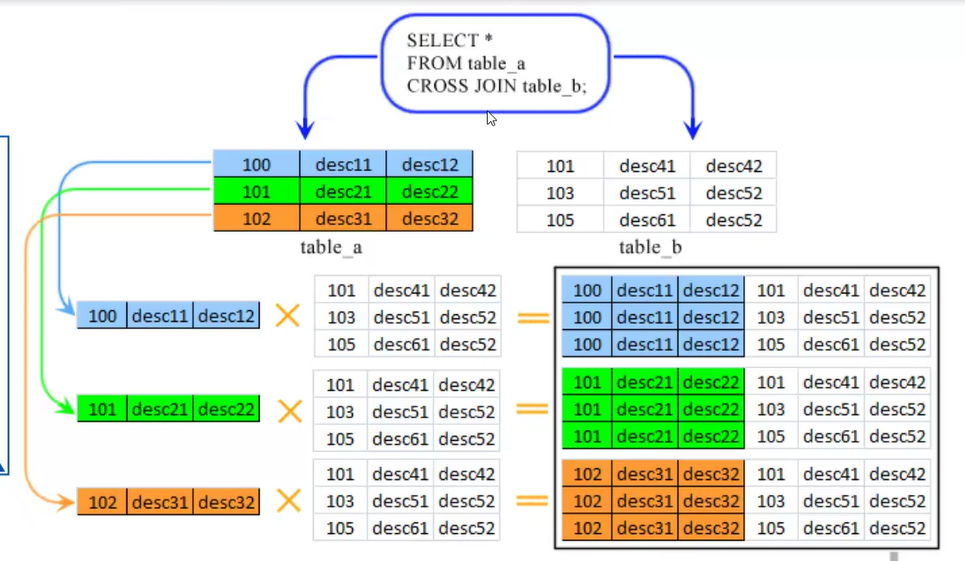 SELECT *
FROM table_a
CROSS JOIN table_b;
100 desc11 desc12
101 desc21 desc22
102 desc31 desc32
table_a
101 desc41 desc42
103 desc51 desc52
105 desc61 desc52
table_b
100 desc11 desc12
101 desc41 desc42
103 desc51 desc52
105 desc61 desc52
100 desc11 desc12 101 desc41 desc42
100 desc11 desc12 103 desc51 desc52
100 desc11 desc12 105 desc61 desc52
101 desc21 desc22
101 desc41 desc42
103 desc51 desc52
105 desc61 desc52
101 desc21 desc22 101 desc41 desc42
101 desc21 desc22 103 desc51 desc52
101 desc21 desc22 105 desc61 desc52
102 desc31 desc32
101 desc41 desc42
103 desc51 desc52
105 desc61 desc52
102 desc31 desc32 101 desc41 desc42
102 desc31 desc32 103 desc51 desc52
102 desc31 desc32 105 desc61 desc52